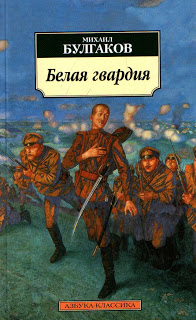 МИХАИЛ
БУЛГАКОВ
Белая гвардия
АЗБУКА-КЛАССИКА